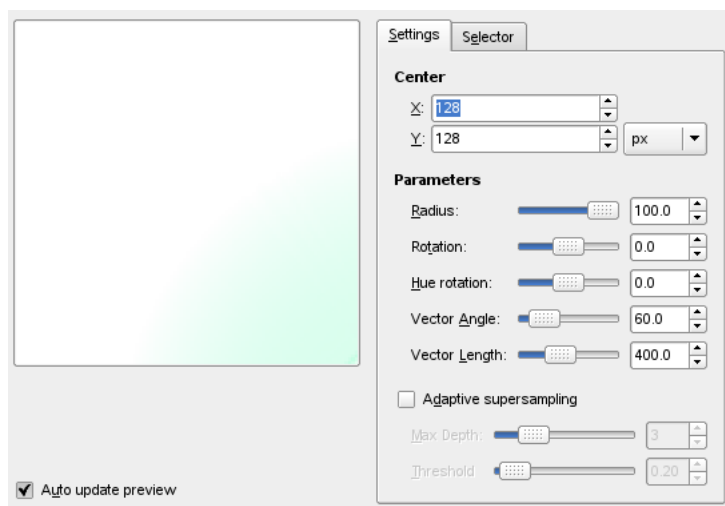 Settings
Selector
Center
X: 128
Y: 128 px
Parameters
Radius: 100.0
Rotation: 0.0
Hue rotation: 0.0
Vector Angle: 60.0
Vector Length: 400.0
Adaptive supersampling
Max Depth: 3
Threshold 0.20
Auto update preview